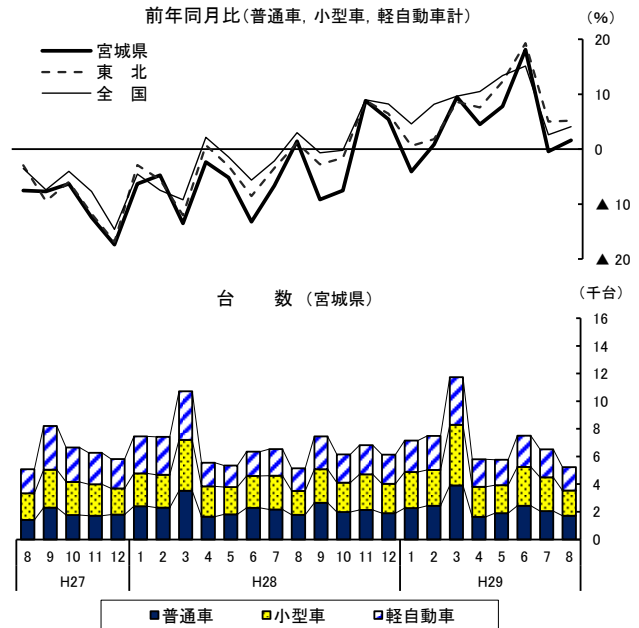 前年同月比(普通車，小型車，軽自動車計)
(％)
宮城県
東　北
全　国
20
10
0
▲ 10
▲ 20
台　　数 (宮城県)
(千台)
16
14
12
10
8
6
4
2
0
8 9 10 11 12 1 2 3 4 5 6 7 8 9 10 11 12 1 2 3 4 5 6 7 8
H27 H28 H29
普通車 小型車 軽自動車